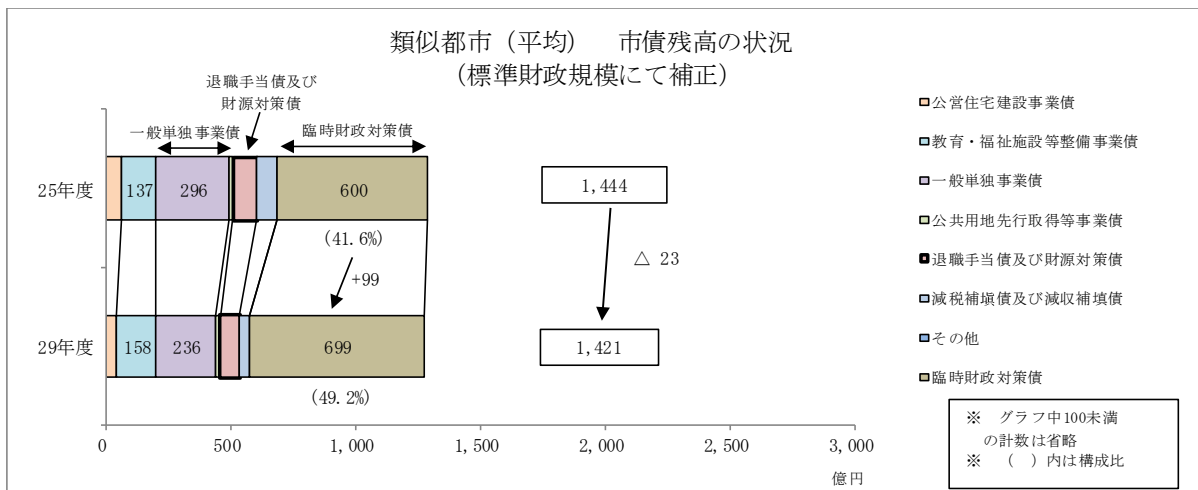 類似都市（平均）　市債残高の状況
（標準財政規模にて補正）
退職手当債及び
財源対策債
一般単独事業債
臨時財政対策債
25年度
137
296
600
1,444
(41.6%)
+99
△ 23
29年度
158
236
699
1,421
(49.2%)
0
500
1,000
1,500
2,000
2,500
3,000
億円
公営住宅建設事業債
教育・福祉施設等整備事業債
一般単独事業債
公共用地先行取得等事業債
退職手当債及び財源対策債
減税補塡債及び減収補塡債
その他
臨時財政対策債
※　グラフ中100未満
の計数は省略
※　（　）内は構成比